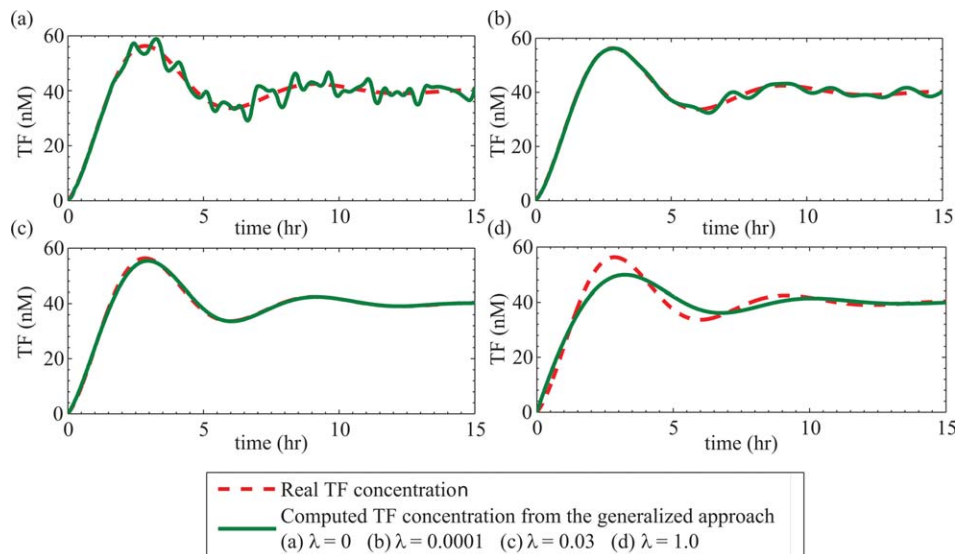 (a)
60
40
20
0
TF (nM)
0 5 10 15
time (hr)
(b)
60
40
20
0
TF (nM)
0 5 10 15
time (hr)
(c)
60
40
20
0
TF (nM)
0 5 10 15
time (hr)
(d)
60
40
20
0
TF (nM)
0 5 10 15
time (hr)
Real TF concentration
Computed TF concentration from the generalized approach
(a) λ = 0 (b) λ = 0.0001 (c) λ = 0.03 (d) λ = 1.0